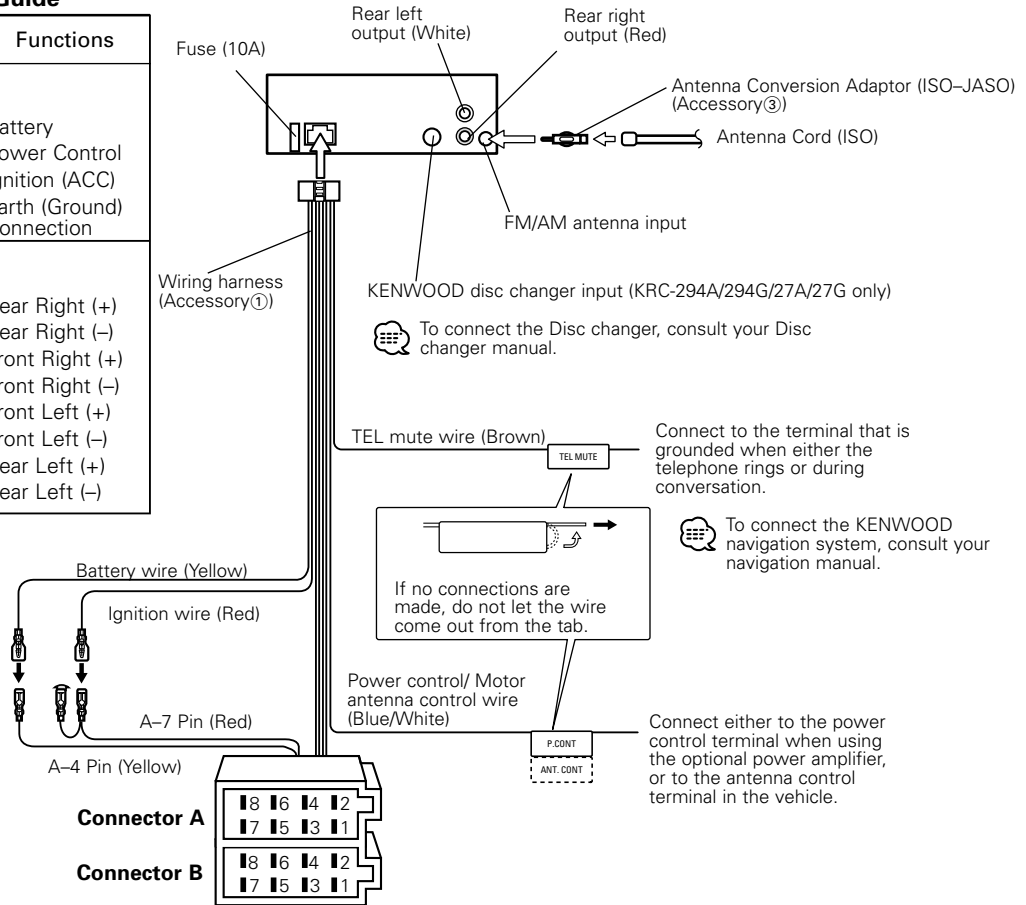 Guide
Functions
attery
ower Control
gnition (ACC)
arth (Ground)
onnection
ear Right (+)
ear Right (–)
ront Right (+)
ront Right (–)
ront Left (+)
ront Left (–)
ear Left (+)
ear Left (–)
Fuse (10A)
Rear left
output (White)
Rear right
output (Red)
Antenna Conversion Adaptor (ISO–JASO)
(Accessory③)
Antenna Cord (ISO)
FM/AM antenna input
Wiring harness
(Accessory①)
KENWOOD disc changer input (KRC-294A/294G/27A/27G only)
To connect the Disc changer, consult your Disc
changer manual.
TEL mute wire (Brown)
TEL MUTE
Connect to the terminal that is
grounded when either the
telephone rings or during
conversation.
To connect the KENWOOD
navigation system, consult your
navigation manual.
If no connections are
made, do not let the wire
come out from the tab.
Battery wire (Yellow)
Ignition wire (Red)
Power control/ Motor
antenna control wire
(Blue/White)
P.CONT
ANT. CONT
Connect either to the power
control terminal when using
the optional power amplifier,
or to the antenna control
terminal in the vehicle.
A–7 Pin (Red)
A–4 Pin (Yellow)
Connector A
8 6 4 2
7 5 3 1
Connector B
8 6 4 2
7 5 3 1